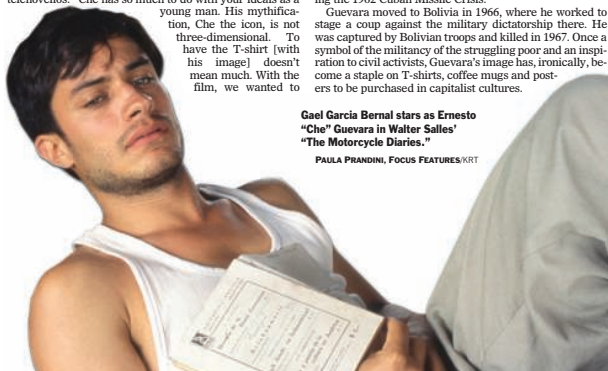 young man. His mythifica-
tion, Che the icon, is not
three-dimensional. To
have the T-shirt [with
his image] doesn't
mean much. With the
film, we wanted to
Guevara moved to Bolivia in 1966, where he worked to
stage a coup against the military dictatorship there. He
was captured by Bolivian troops and killed in 1967. Once a
symbol of the militancy of the struggling poor and an inspi-
ration to civil activists, Guevara's image has, ironically, be-
come a staple on T-shirts, coffee mugs and post-
ers to be purchased in capitalist cultures.
Gael Garcia Bernal stars as Ernesto
“Che” Guevara in Walter Salles’
“The Motorcycle Diaries.”
PAULA PRANDINI, FOCUS FEATURES/KRT